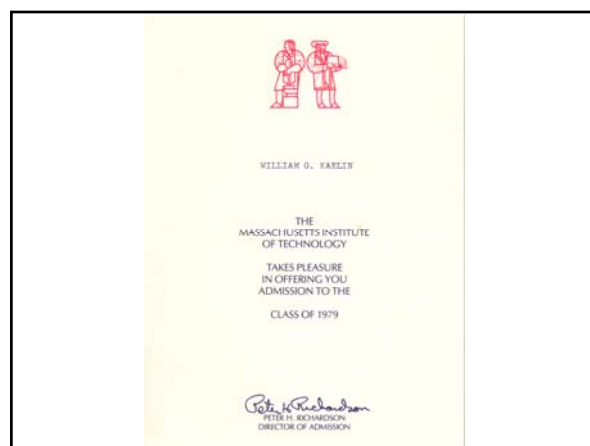 WILLIAM G. KAELIN
THE
MASSACHUSETTS INSTITUTE
OF TECHNOLOGY
TAKES PLEASURE
IN OFFERING YOU
ADMISSION TO THE
CLASS OF 1979
Peter H Richardson
PETER H. RICHARDSON
DIRECTOR OF ADMISSION